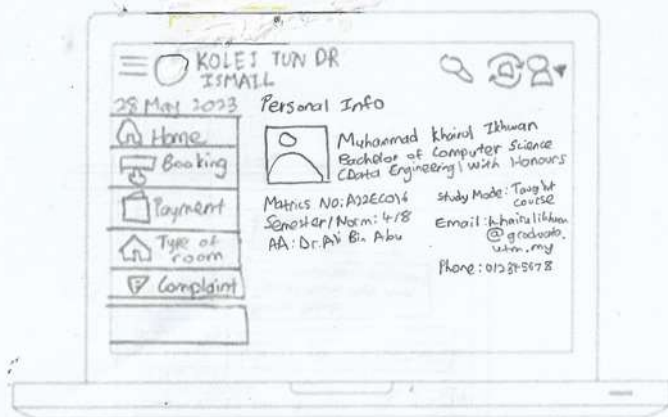 KOLEJ TUN DR
ISMAIL
28 May 2023
Home
Booking
Payment
Type of
room
Complaint
Personal Info
Muhammad Khairul Ikhwan
Bachelor of Computer Science
(Data Engineering) with Honours
Matrics No: A22EC016
Semester/Norm: 4/8
AA: Dr. Ali Bin Abu
Study Mode: Taught
course
Email: khairulikhwan
@graduate.
utm.my
Phone: 012345678